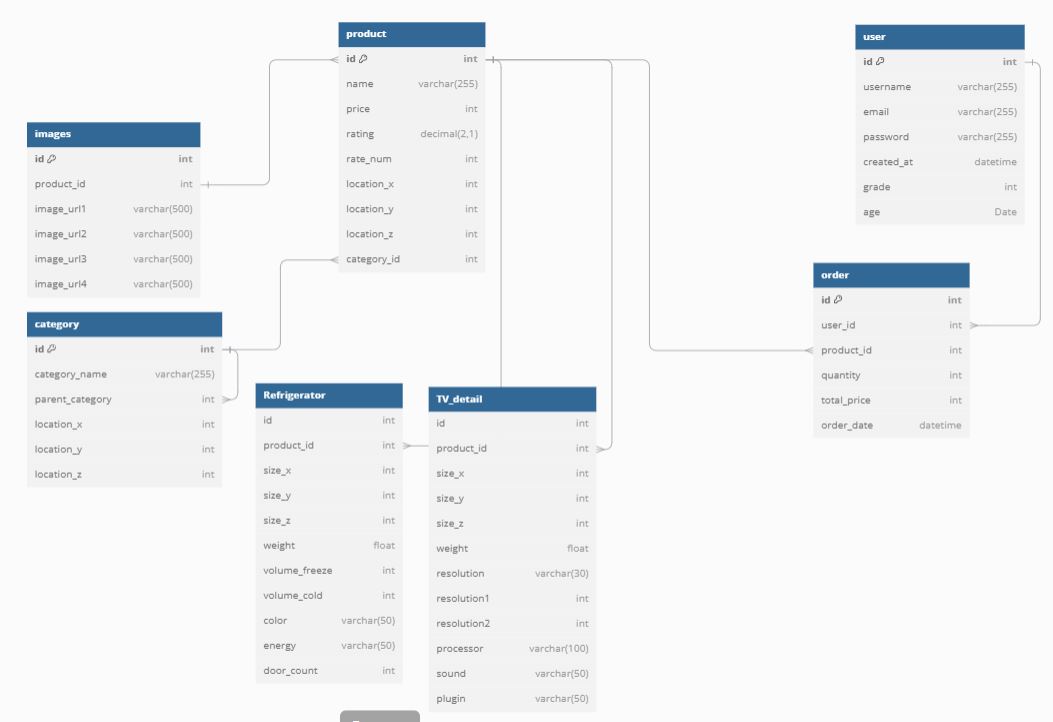 product
id int
name varchar(255)
price int
rating decimal(2,1)
rate_num int
location_x int
location_y int
location_z int
category_id int
user
id int
username varchar(255)
email varchar(255)
password varchar(255)
created_at datetime
grade int
age Date
images
id int
product_id int
image_url1 varchar(500)
image_url2 varchar(500)
image_url3 varchar(500)
image_url4 varchar(500)
order
id int
user_id int
product_id int
quantity int
total_price int
order_date datetime
category
id int
category_name varchar(255)
parent_category int
location_x int
location_y int
location_z int
Refrigerator
id int
product_id int
size_x int
size_y int
size_z int
weight float
volume_freeze int
volume_cold int
color varchar(50)
energy varchar(50)
door_count int
TV_detail
id int
product_id int
size_x int
size_y int
size_z int
weight float
resolution varchar(30)
resolution1 int
resolution2 int
processor varchar(100)
sound varchar(50)
plugin varchar(50)